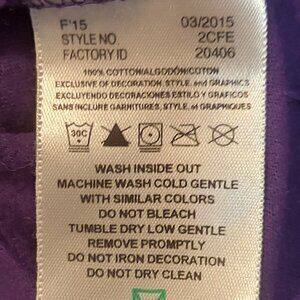 F'15 03/2015
STYLE NO 2CFE
FACTORY ID 20406
100% COTTON/ALGODÓN/COTON
EXCLUSIVE OF DECORATION, STYLE, and GRAPHICS
EXCLUYENDO DECORACIONES ESTILO Y GRAFICOS
SANS INCLURE GARNITURES, STYLE, et GRAPHIQUES
30C
WASH INSIDE OUT
MACHINE WASH COLD GENTLE
WITH SIMILAR COLORS
DO NOT BLEACH
TUMBLE DRY LOW GENTLE
REMOVE PROMPTLY
DO NOT IRON DECORATION
DO NOT DRY CLEAN